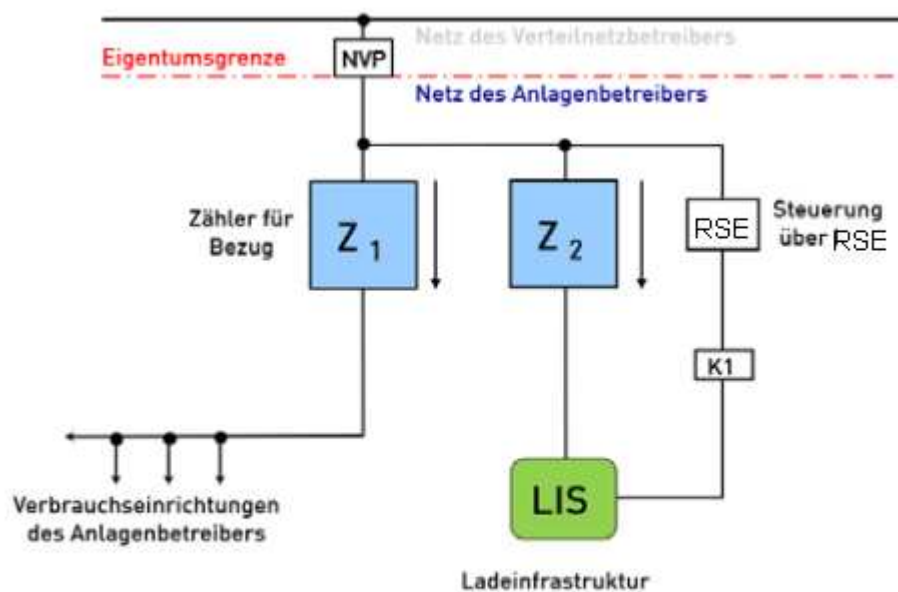 Netz des Verteilnetzbetreibers
Eigentumsgrenze
NVP
Netz des Anlagenbetreibers
Zähler für
Bezug
Z 1
Z 2
RSE
Steuerung
über RSE
K1
LIS
Verbrauchseinrichtungen
des Anlagenbetreibers
Ladeinfrastruktur